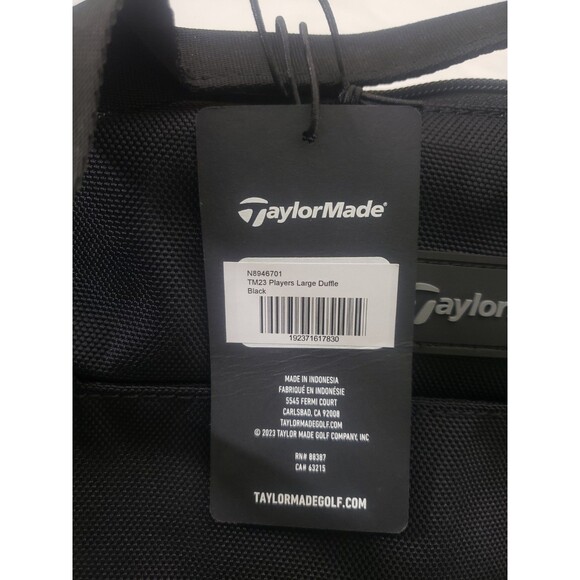 TaylorMade®
N8946701
TM23 Players Large Duffle
Black
192371617830
Taylor
MADE IN INDONESIA
FABRIQUÉ EN INDONÉSIE
5545 FERMI COURT
CARLSBAD, CA 92008
TAYLORMADEGOLF.COM
© 2023 TAYLOR MADE GOLF COMPANY, INC
RN# 88387
CA# 63215
TAYLORMADEGOLF.COM